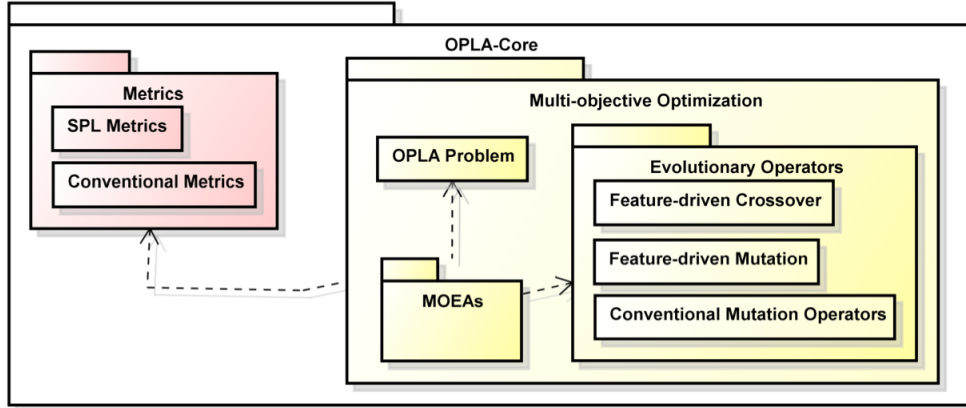 OPLA-Core
Metrics
SPL Metrics
Conventional Metrics
Multi-objective Optimization
OPLA Problem
MOEAs
Evolutionary Operators
Feature-driven Crossover
Feature-driven Mutation
Conventional Mutation Operators